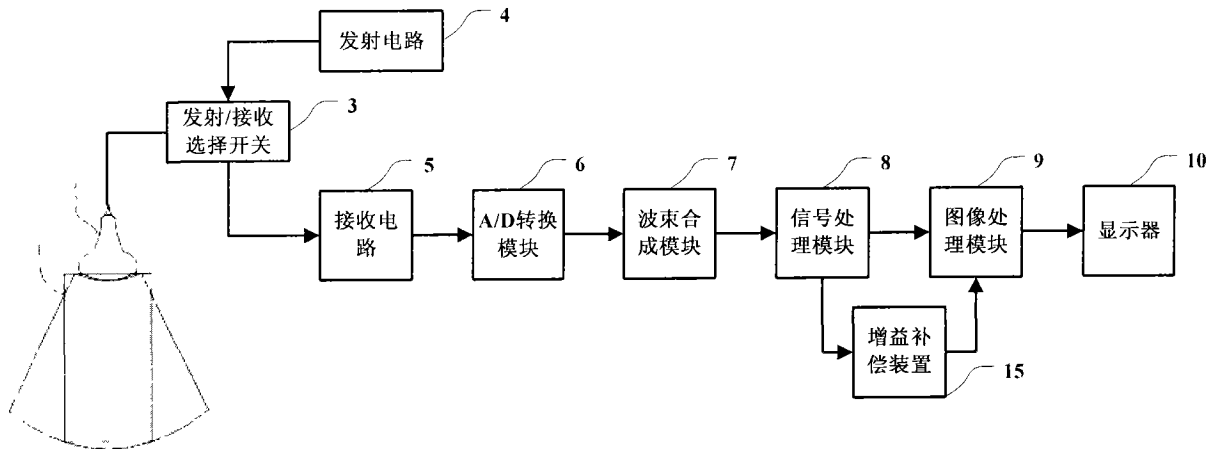 4
发射电路
3
发射/接收
选择开关
5
接收电
路
6
A/D转换
模块
7
波束合
成模块
8
信号处
理模块
9
图像处
理模块
10
显示器
增益补
偿装置
15